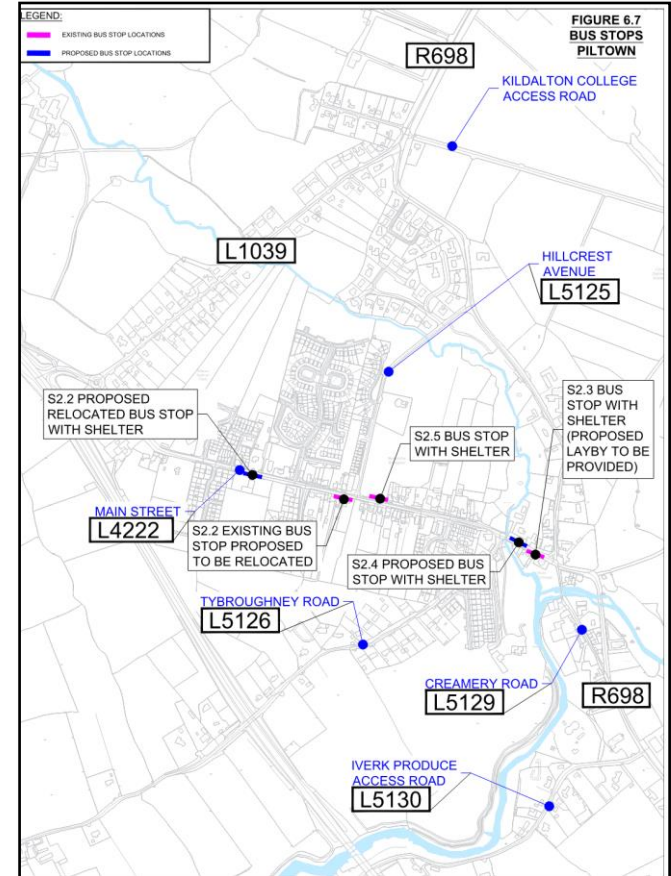 LEGEND:
EXISTING BUS STOP LOCATIONS
PROPOSED BUS STOP LOCATIONS
FIGURE 6.7
BUS STOPS
PILTOWN
R698
KILDALTON COLLEGE
ACCESS ROAD
L1039
HILLCREST
AVENUE
L5125
S2.2 PROPOSED
RELOCATED BUS STOP
WITH SHELTER
S2.5 BUS STOP
WITH SHELTER
S2.3 BUS
STOP WITH
SHELTER
(PROPOSED
LAYBY TO BE
PROVIDED)
MAIN STREET
L4222
S2.2 EXISTING BUS
STOP PROPOSED
TO BE RELOCATED
S2.4 PROPOSED BUS
STOP WITH SHELTER
TYBROUGHNEY ROAD
L5126
CREAMERY ROAD
L5129
R698
IVERK PRODUCE
ACCESS ROAD
L5130